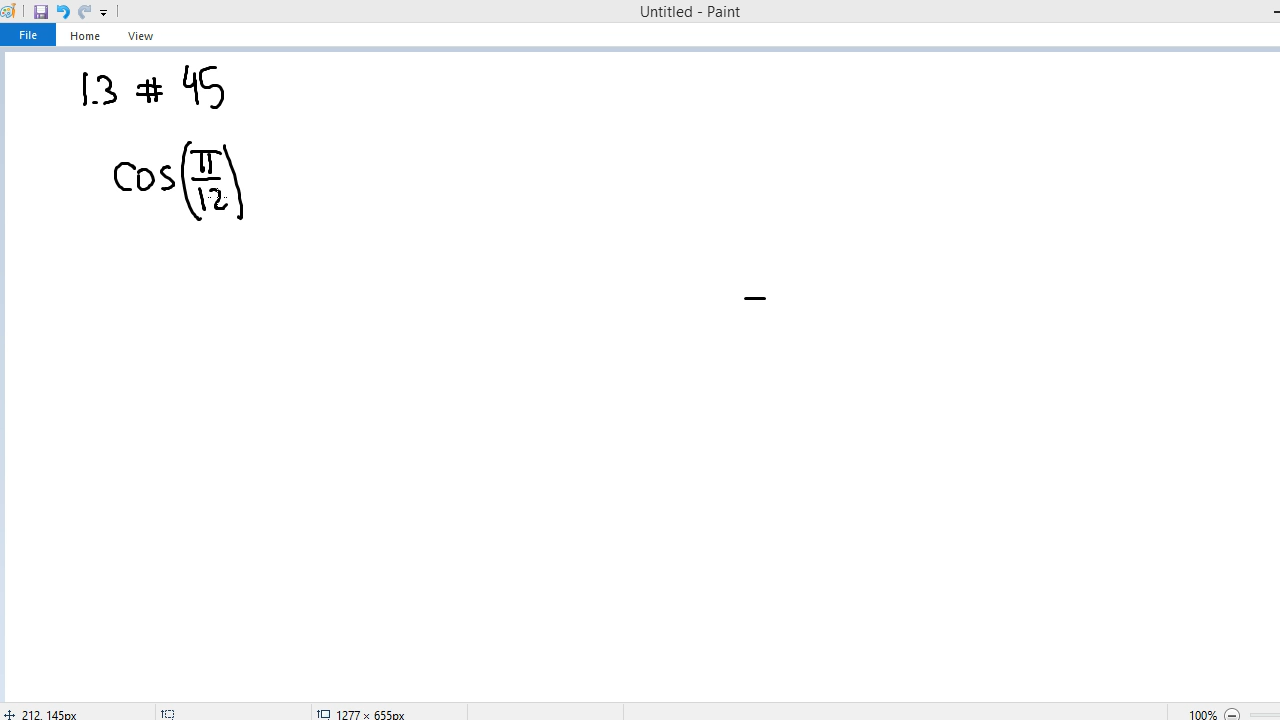 Untitled - Paint
File Home View
1.3 # 45
cos(π/12)
212, 145px 1277 × 655px 100%